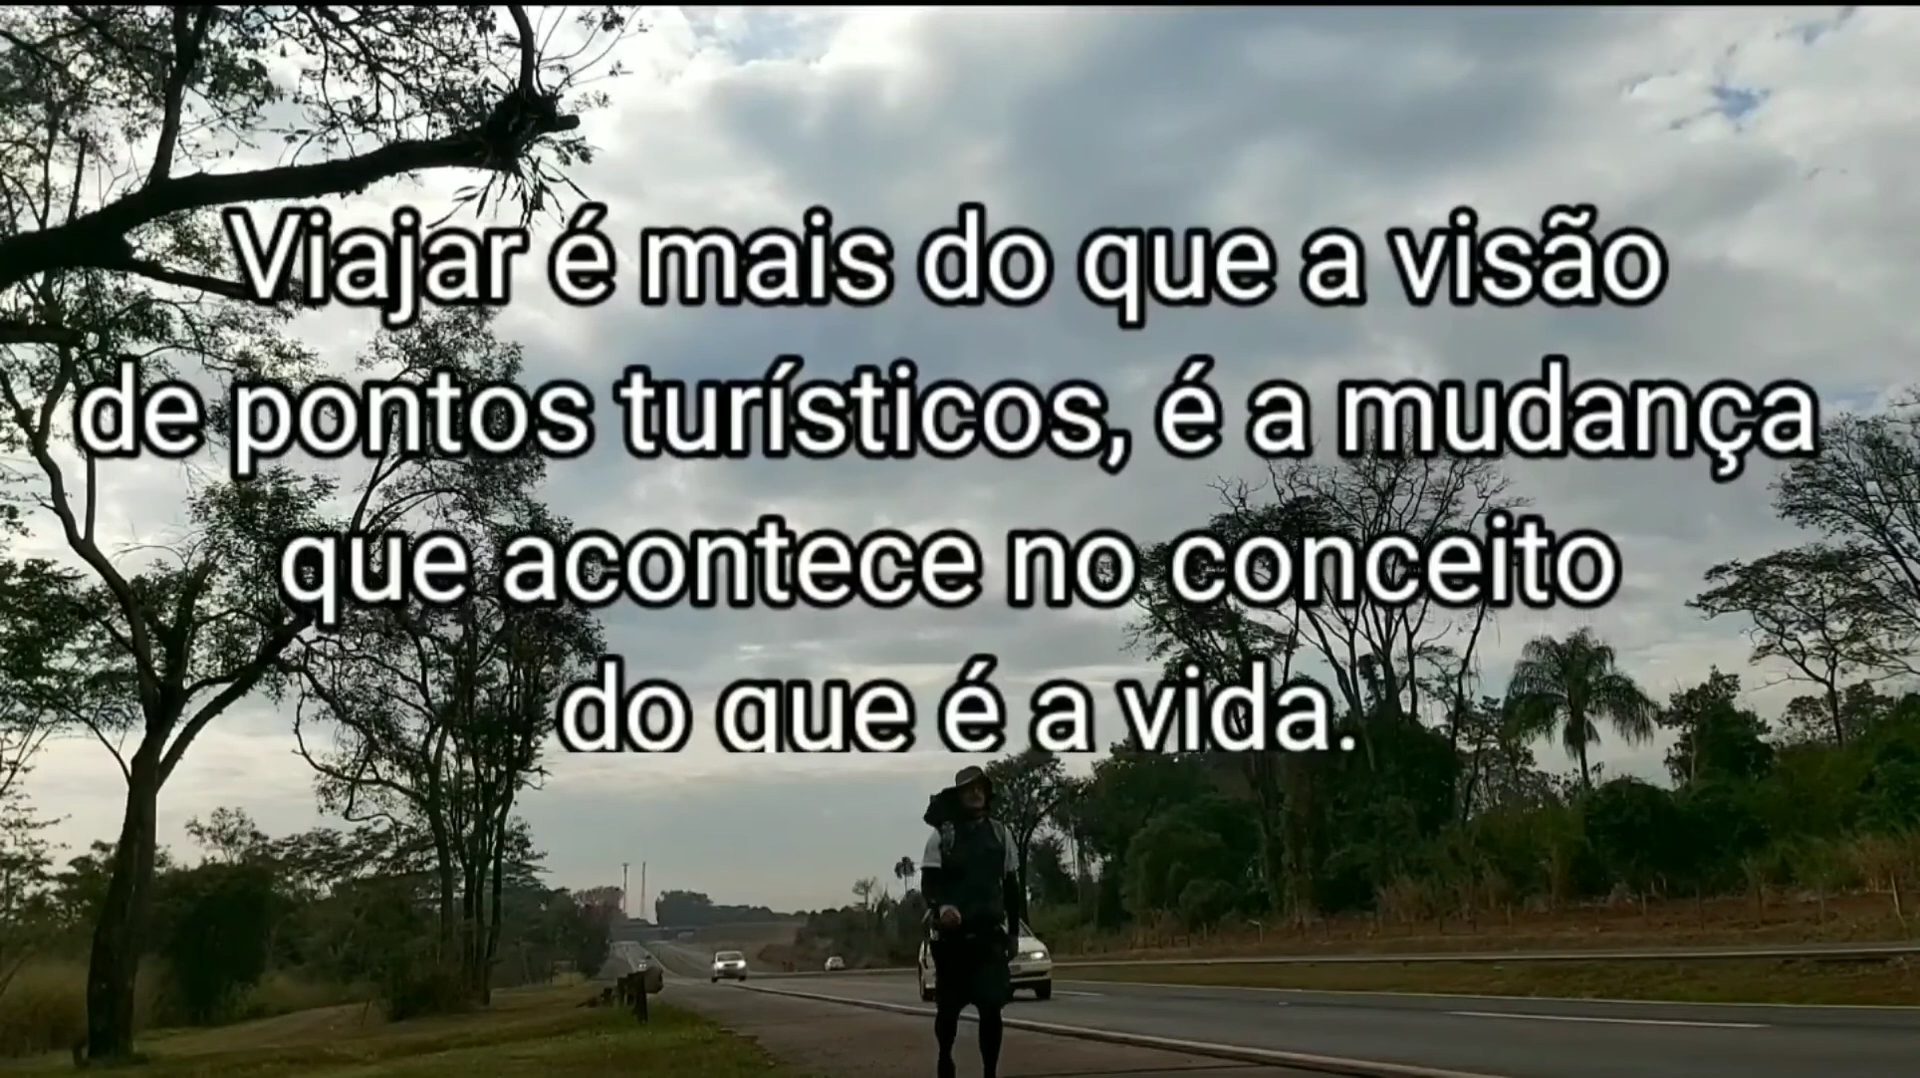 Viajar é mais do que a visão
de pontos turísticos, é a mudança
que acontece no conceito
do que é a vida.